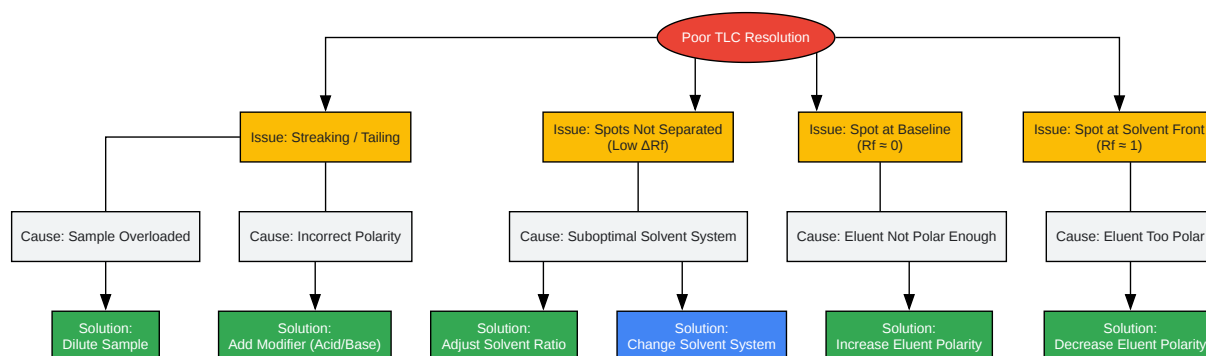 Poor TLC Resolution
Issue: Streaking / Tailing
Issue: Spots Not Separated
(Low ΔRf)
Issue: Spot at Baseline
(Rf ≈ 0)
Issue: Spot at Solvent Front
(Rf ≈ 1)
Cause: Sample Overloaded
Cause: Incorrect Polarity
Cause: Suboptimal Solvent System
Cause: Eluent Not Polar Enough
Cause: Eluent Too Polar
Solution:
Dilute Sample
Solution:
Add Modifier (Acid/Base)
Solution:
Adjust Solvent Ratio
Solution:
Change Solvent System
Solution:
Increase Eluent Polarity
Solution:
Decrease Eluent Polarity